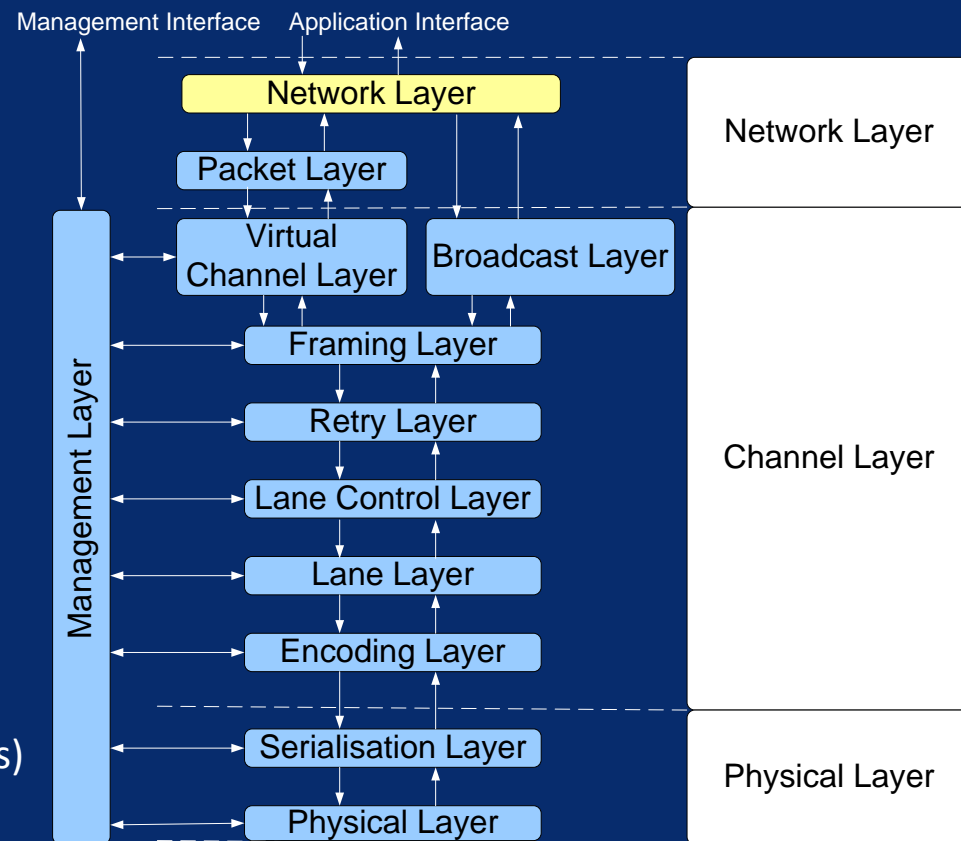 Management Interface
Application Interface
Network Layer
Network Layer
Packet Layer
Virtual
Channel Layer
Broadcast Layer
Framing Layer
Management Layer
Retry Layer
Channel Layer
Lane Control Layer
Lane Layer
Encoding Layer
s)
Serialisation Layer
Physical Layer
Physical Layer